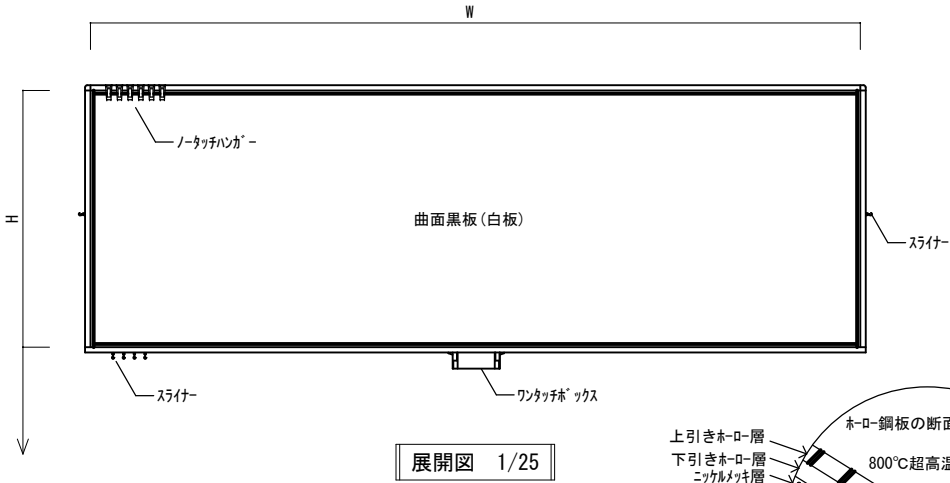 W
ノータッチハンガー
H
曲面黒板(白板)
スライナー
スライナー
ワンタッチボックス
展開図 1/25
上引きホーロー層
下引きホーロー層
ニッケルメッキ層
ホーロー鋼板の断面
800℃超高温